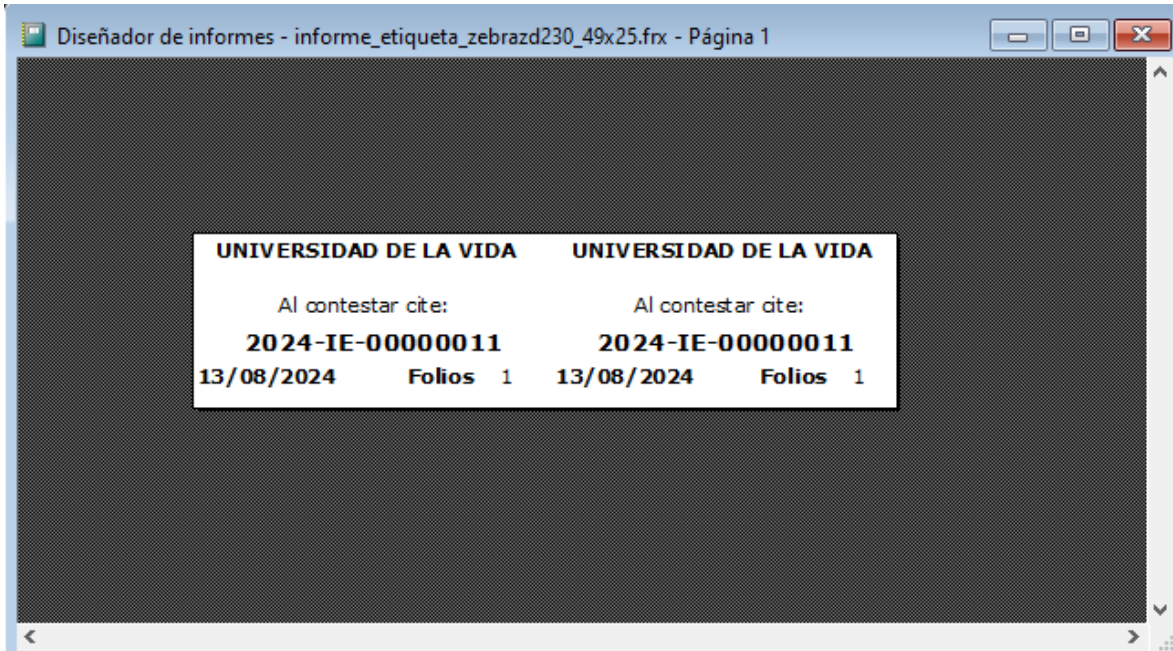 Diseñador de informes - informe_etiqueta_zebrazd230_49x25.frx - Página 1
UNIVERSIDAD DE LA VIDA UNIVERSIDAD DE LA VIDA
Al contestar cite: Al contestar cite:
2024-IE-00000011 2024-IE-00000011
13/08/2024 Folios 1 13/08/2024 Folios 1